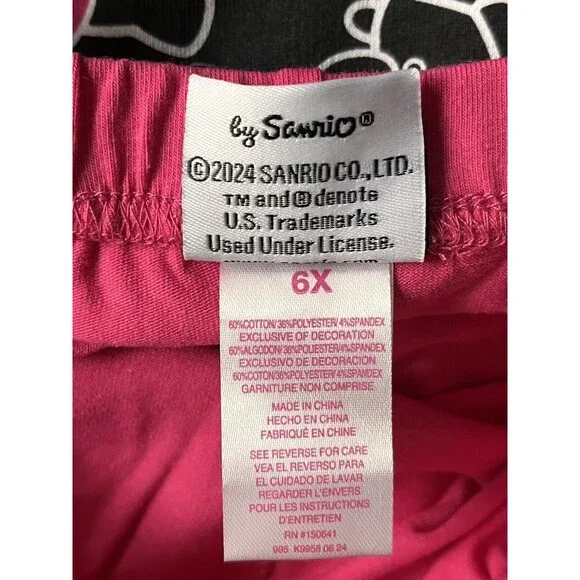 by Sanrio®
©2024 SANRIO CO., LTD.
TM and ® denote
U.S. Trademarks
Used Under License.
6X
60%COTTON/36%POLYESTER/4%SPANDEX
EXCLUSIVE OF DECORATION
60%ALGODON/36%POLIESTER/4%SPANDEX
EXCLUSIVO DE DECORACION
60%COTON/36%POLYESTER/4%SPANDEX
GARNITURE NON COMPRISE
MADE IN CHINA
HECHO EN CHINA
FABRIQUÉ EN CHINE
SEE REVERSE FOR CARE
VEA EL REVERSO PARA
EL CUIDADO DE LAVAR
REGARDER L'ENVERS
POUR LES INSTRUCTIONS
D'ENTRETIEN
RN #150641
995 K9958 06 24